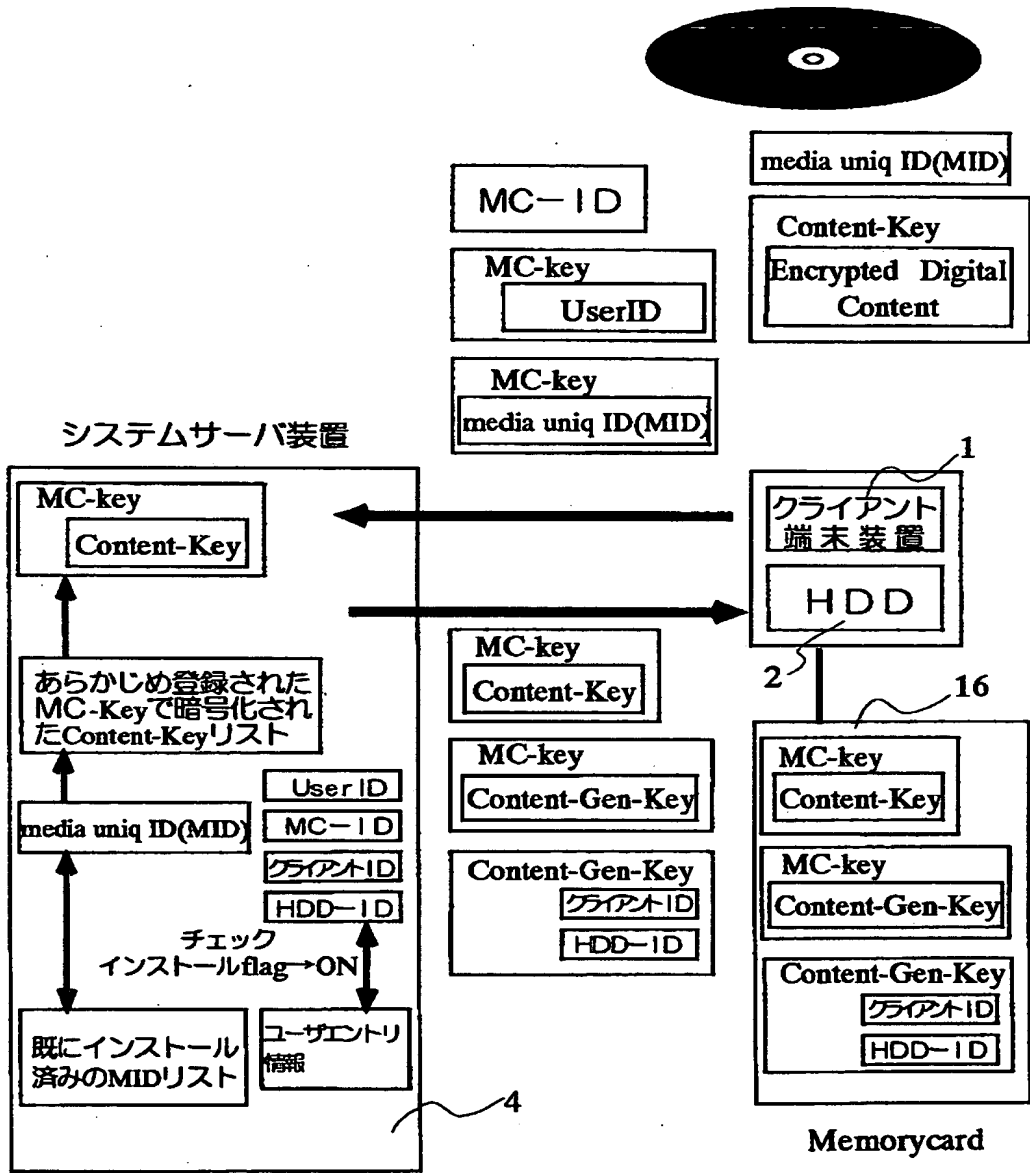 media uniq ID(MID)
Content-Key
Encrypted Digital
Content
MC-ID
MC-key
UserID
MC-key
media uniq ID(MID)
システムサーバ装置
MC-key
Content-Key
あらかじめ登録された
MC-Keyで暗号化され
たContent-Keyリスト
media uniq ID(MID)
User ID
MC-ID
クライアントID
HDD-ID
チェック
インストールflag→ON
既にインストール
済みのMIDリスト
ユーザエントリ
情報
4
MC-key
Content-Key
MC-key
Content-Gen-Key
Content-Gen-Key
クライアントID
HDD-ID
1
クライアント
端末装置
HDD
2
16
MC-key
Content-Key
MC-key
Content-Gen-Key
Content-Gen-Key
クライアントID
HDD-ID
Memorycard